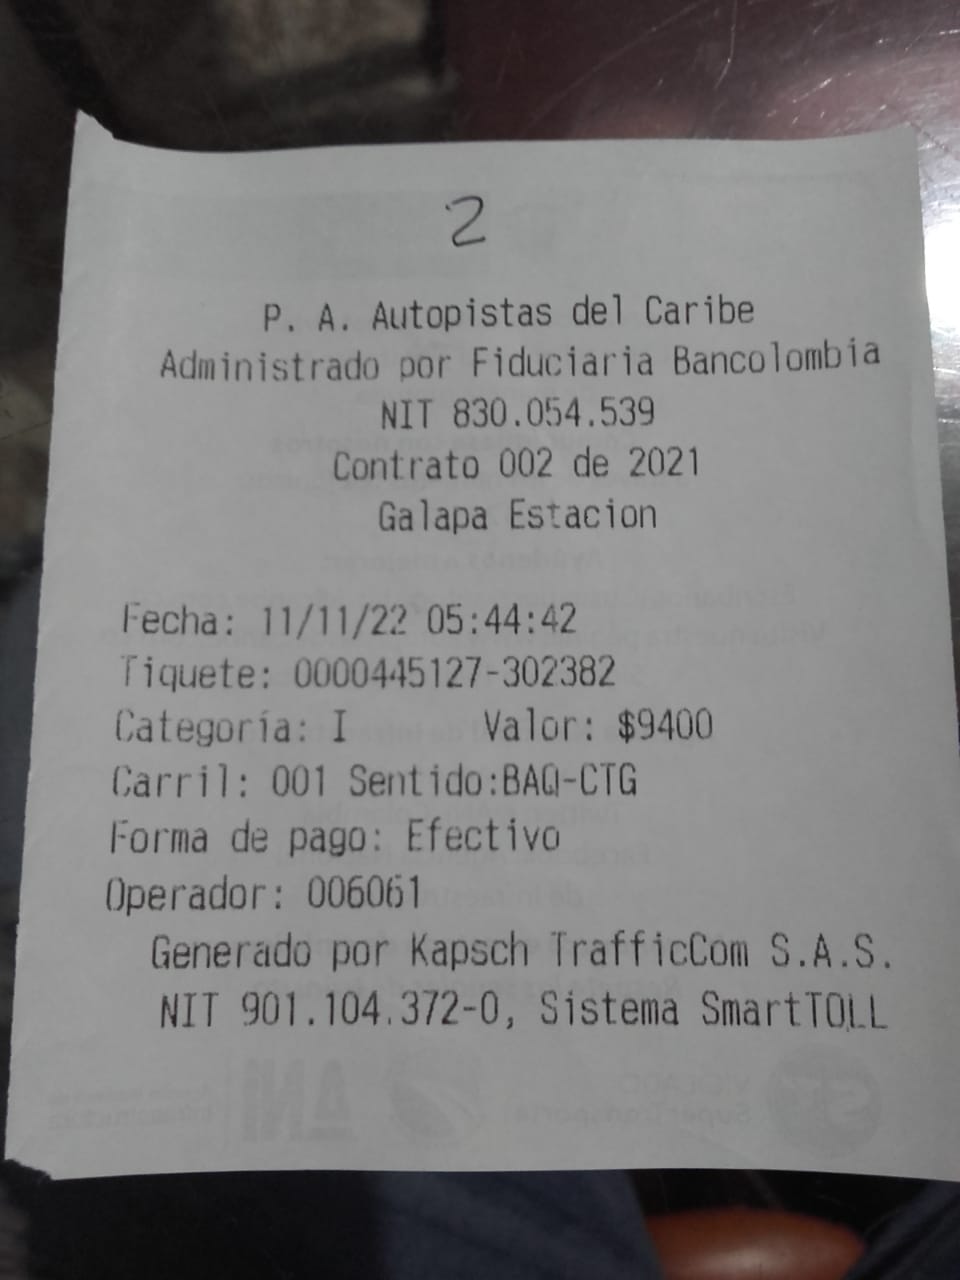 2
P. A. Autopistas del Caribe
Administrado por Fiduciaria Bancolombia
NIT 830.054.539
Contrato 002 de 2021
Galapa Estacion
Fecha: 11/11/22 05:44:42
Tiquete: 0000445127-302382
Categoría: I Valor: $9400
Carril: 001 Sentido:BAQ-CTG
Forma de pago: Efectivo
Operador: 006061
Generado por Kapsch TrafficCom S.A.S.
NIT 901.104.372-0, Sistema SmartTOLL